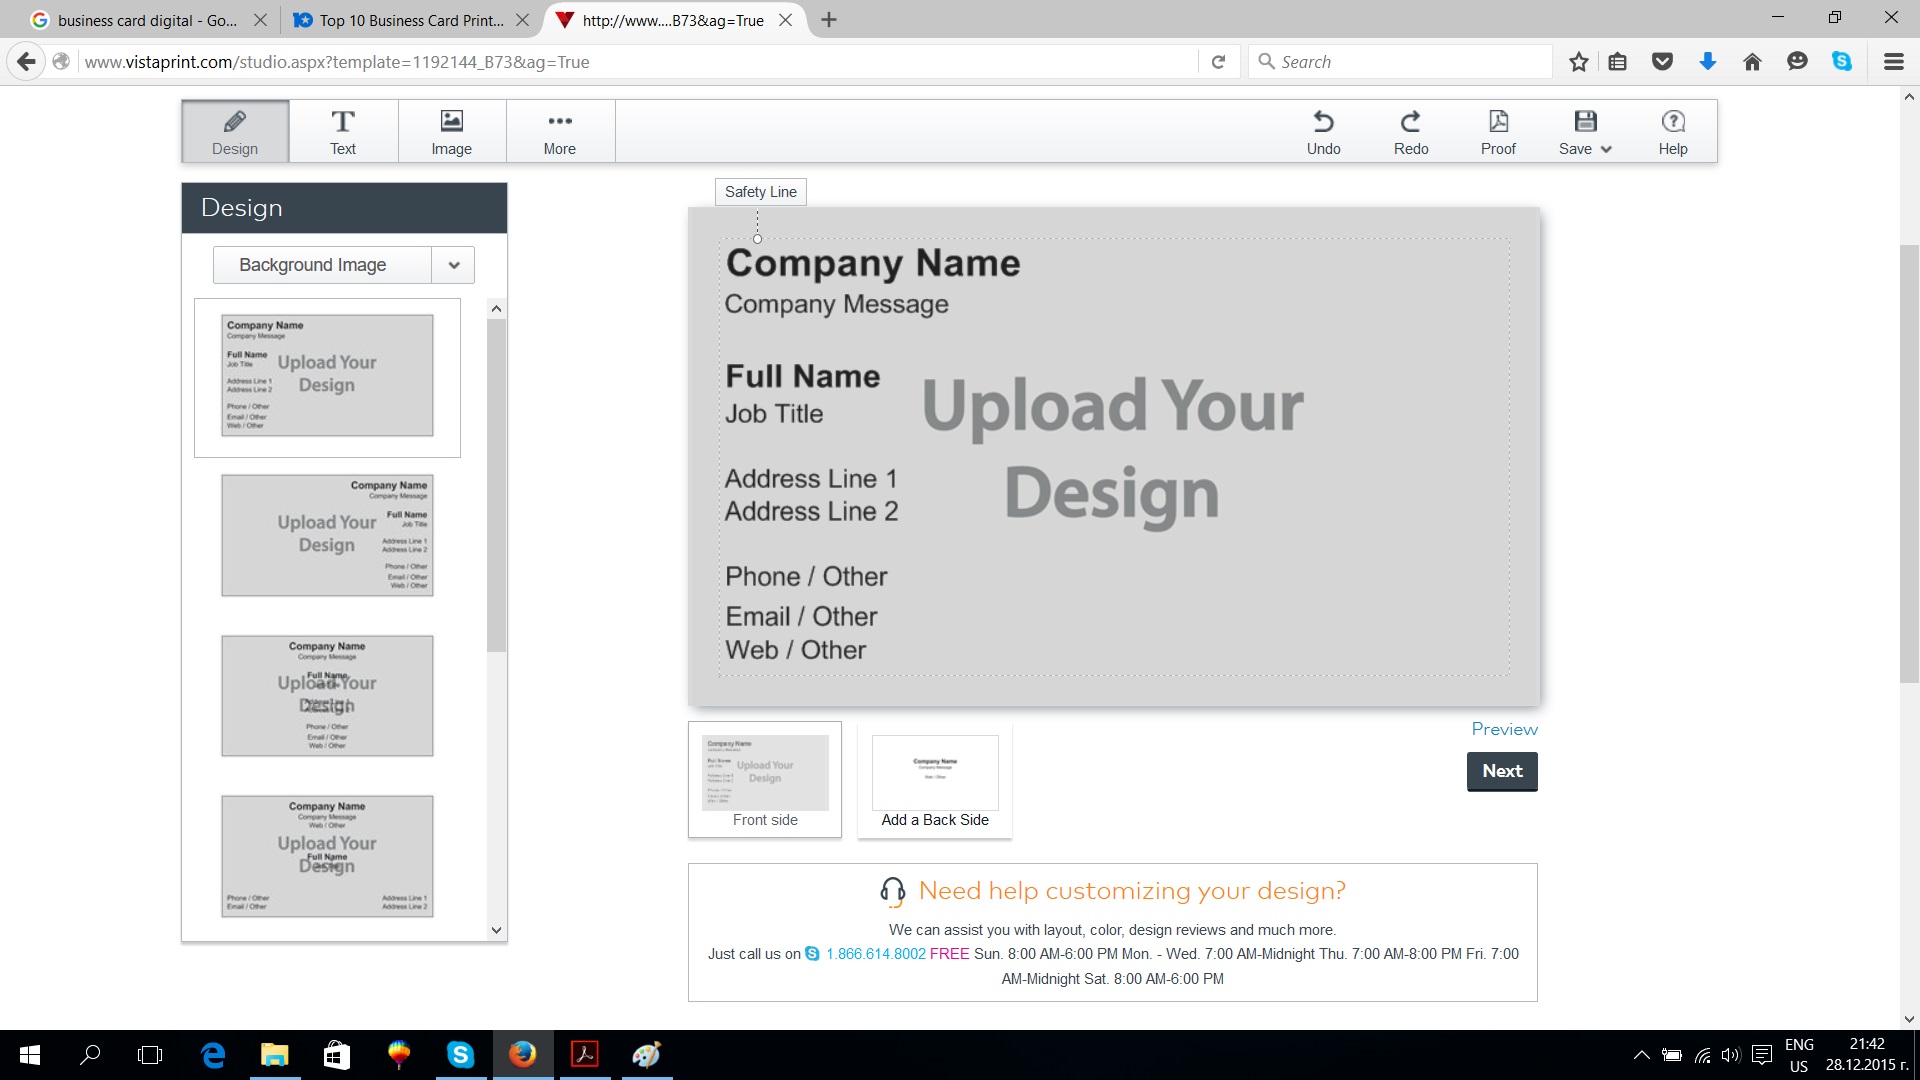 business card digital - Go...
Top 10 Business Card Print...
http://www....B73&ag=True
www.vistaprint.com/studio.aspx?template=1192144_B73&ag=True
Search
Design
Text
Image
More
Undo
Redo
Proof
Save
Help
Design
Background Image
Company Name
Company Message
Full Name
Job Title
Upload Your
Design
Address Line 1
Address Line 2
Phone / Other
Email / Other
Web / Other
Company Name
Company Message
Upload Your
Design
Full Name
Job Title
Address Line 1
Address Line 2
Phone / Other
Email / Other
Web / Other
Company Name
Company Message
Full Name
Upload Your
Design
Phone / Other
Email / Other
Web / Other
Company Name
Company Message
Web / Other
Upload Your
Full Name
Design
Phone / Other
Email / Other
Address Line 1
Address Line 2
Safety Line
Company Name
Company Message
Full Name
Job Title
Upload Your
Design
Address Line 1
Address Line 2
Phone / Other
Email / Other
Web / Other
Company Name
Upload Your
Design
Front side
Company Name
Company Message
Web / Other
Add a Back Side
Preview
Next
Need help customizing your design?
We can assist you with layout, color, design reviews and much more.
Just call us on 1.866.614.8002 FREE Sun. 8:00 AM-6:00 PM Mon. - Wed. 7:00 AM-Midnight Thu. 7:00 AM-8:00 PM Fri. 7:00
AM-Midnight Sat. 8:00 AM-6:00 PM
ENG
US
21:42
28.12.2015 г.